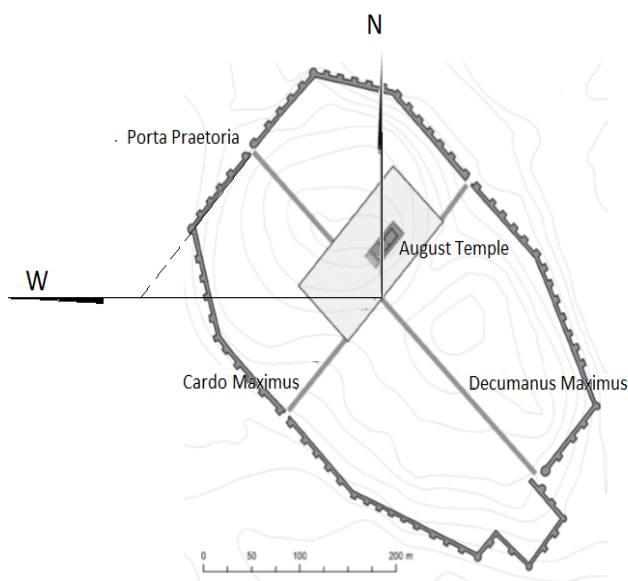 N
Porta Praetoria
August Temple
W
Cardo Maximus
Decumanus Maximus
0 50 100 200 m